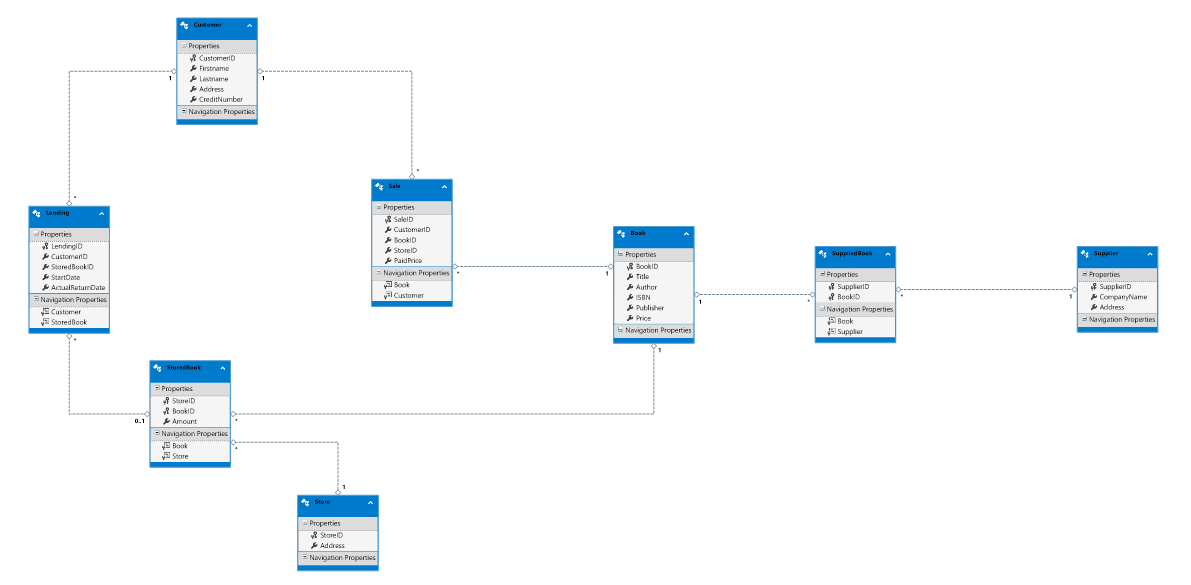 Customer
Properties
CustomerID
Firstname
Lastname
Address
CreditNumber
Navigation Properties
1
1
*
*
Sale
Properties
SaleID
CustomerID
BookID
StoreID
PaidPrice
Navigation Properties
Book
Customer
*
Lending
Properties
LendingID
CustomerID
StoredBookID
StartDate
ActualReturnDate
Navigation Properties
Customer
StoredBook
*
Book
Properties
BookID
Title
Author
ISBN
Publisher
Price
Navigation Properties
1
1
1
SuppliedBook
Properties
SupplierID
BookID
Navigation Properties
Book
Supplier
*
*
Supplier
Properties
SupplierID
CompanyName
Address
Navigation Properties
1
StoredBook
Properties
StoreID
BookID
Amount
Navigation Properties
Book
Store
0..1
*
*
1
Store
Properties
StoreID
Address
Navigation Properties